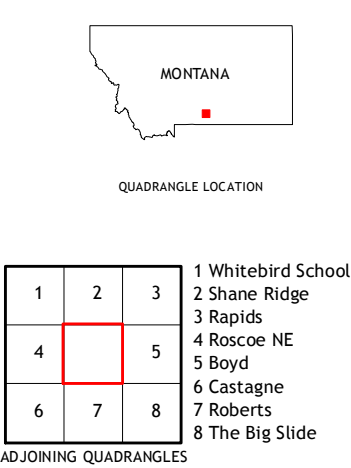 MONTANA
QUADRANGLE LOCATION
1 2 3
4 5
6 7 8
1 Whitebird School
2 Shane Ridge
3 Rapids
4 Roscoe NE
5 Boyd
6 Castagne
7 Roberts
8 The Big Slide
ADJOINING QUADRANGLES